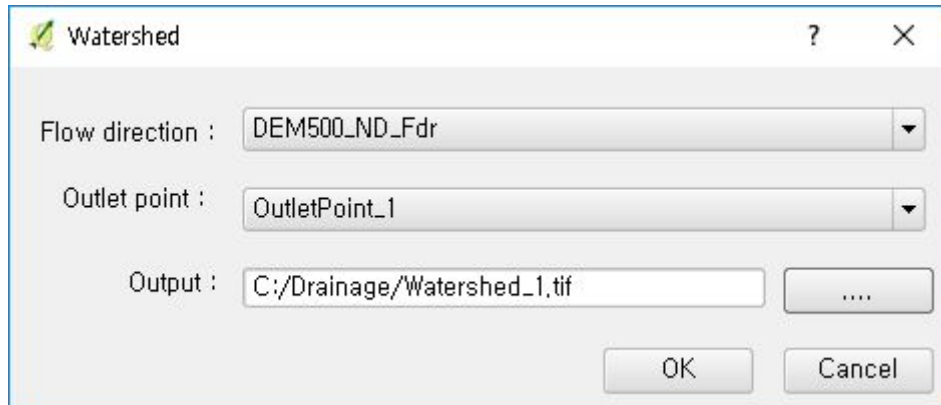 Watershed ? ×
Flow direction : DEM500_ND_Fdr
Outlet point : OutletPoint_1
Output : C:/Drainage/Watershed_1.tif ....
OK Cancel